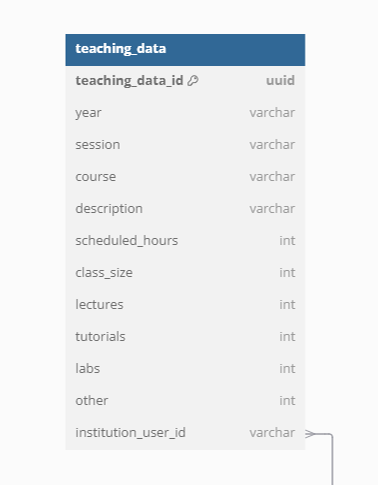 teaching_data
teaching_data_id uuid
year varchar
session varchar
course varchar
description varchar
scheduled_hours int
class_size int
lectures int
tutorials int
labs int
other int
institution_user_id varchar